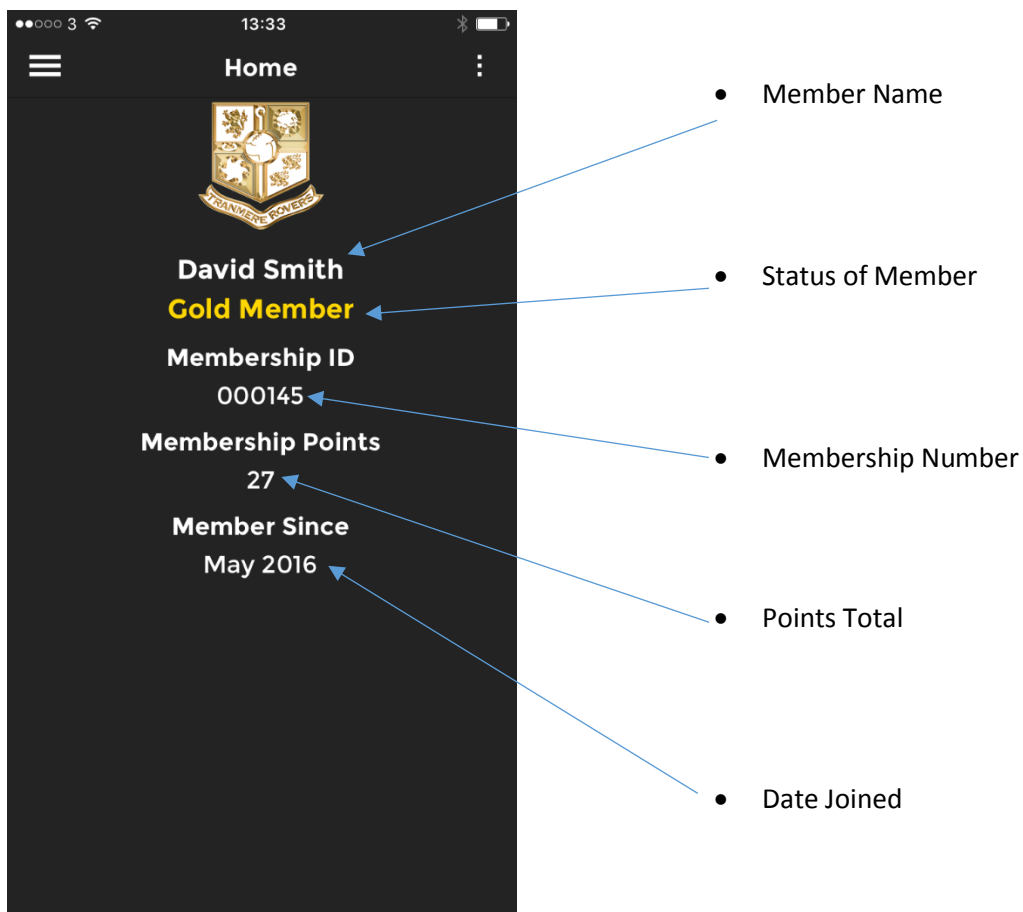 3 13:33
Home
TRANMERE ROVERS
David Smith
Gold Member
Membership ID
000145
Membership Points
27
Member Since
May 2016
• Member Name
• Status of Member
• Membership Number
• Points Total
• Date Joined